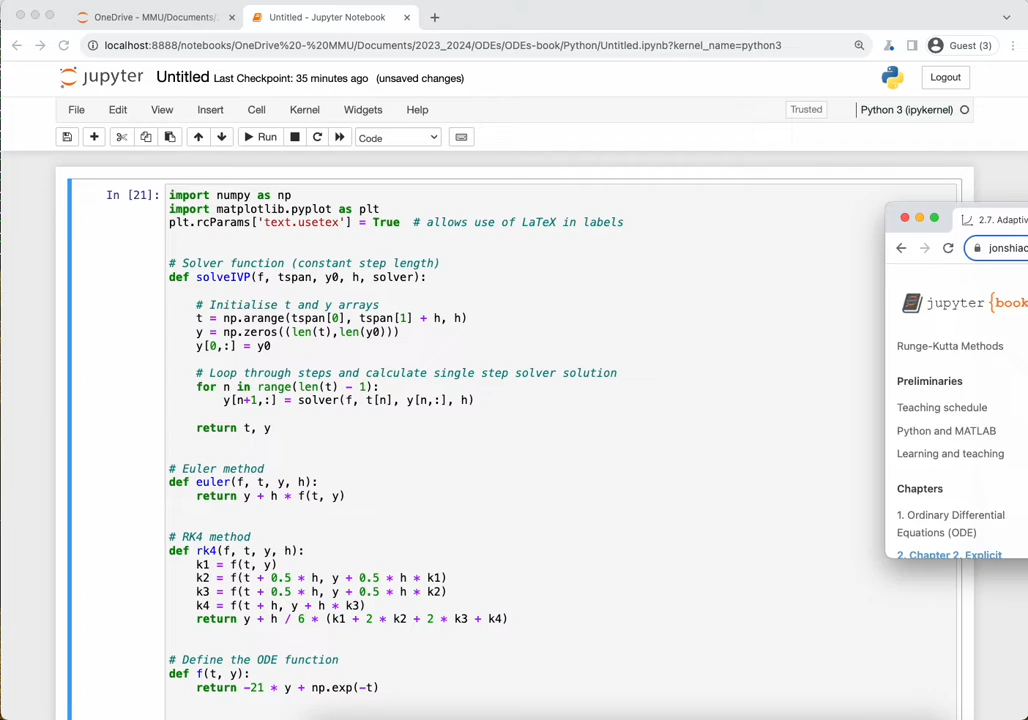 OneDrive - MMU/Documents/
Untitled - Jupyter Notebook
localhost:8888/notebooks/OneDrive%20-%20MMU/Documents/2023_2024/ODEs/ODEs-book/Python/Untitled.ipynb?kernel_name=python3
Guest (3)
jupyter Untitled Last Checkpoint: 35 minutes ago (unsaved changes)
Logout
File Edit View Insert Cell Kernel Widgets Help
Trusted
Python 3 (ipykernel)
Run
Code
In [21]:
import numpy as np
import matplotlib.pyplot as plt
plt.rcParams['text.usetex'] = True # allows use of LaTeX in labels
# Solver function (constant step length)
def solveIVP(f, tspan, y0, h, solver):
# Initialise t and y arrays
t = np.arange(tspan[0], tspan[1] + h, h)
y = np.zeros((len(t),len(y0)))
y[0,:] = y0
# Loop through steps and calculate single step solver solution
for n in range(len(t) - 1):
y[n+1,:] = solver(f, t[n], y[n,:], h)
return t, y
# Euler method
def euler(f, t, y, h):
return y + h * f(t, y)
# RK4 method
def rk4(f, t, y, h):
k1 = f(t, y)
k2 = f(t + 0.5 * h, y + 0.5 * h * k1)
k3 = f(t + 0.5 * h, y + 0.5 * h * k2)
k4 = f(t + h, y + h * k3)
return y + h / 6 * (k1 + 2 * k2 + 2 * k3 + k4)
# Define the ODE function
def f(t, y):
return -21 * y + np.exp(-t)
2.7. Adaptiv
jonshiac
jupyter {book
Runge-Kutta Methods
Preliminaries
Teaching schedule
Python and MATLAB
Learning and teaching
Chapters
1. Ordinary Differential
Equations (ODE)
2. Chapter 2. Explicit